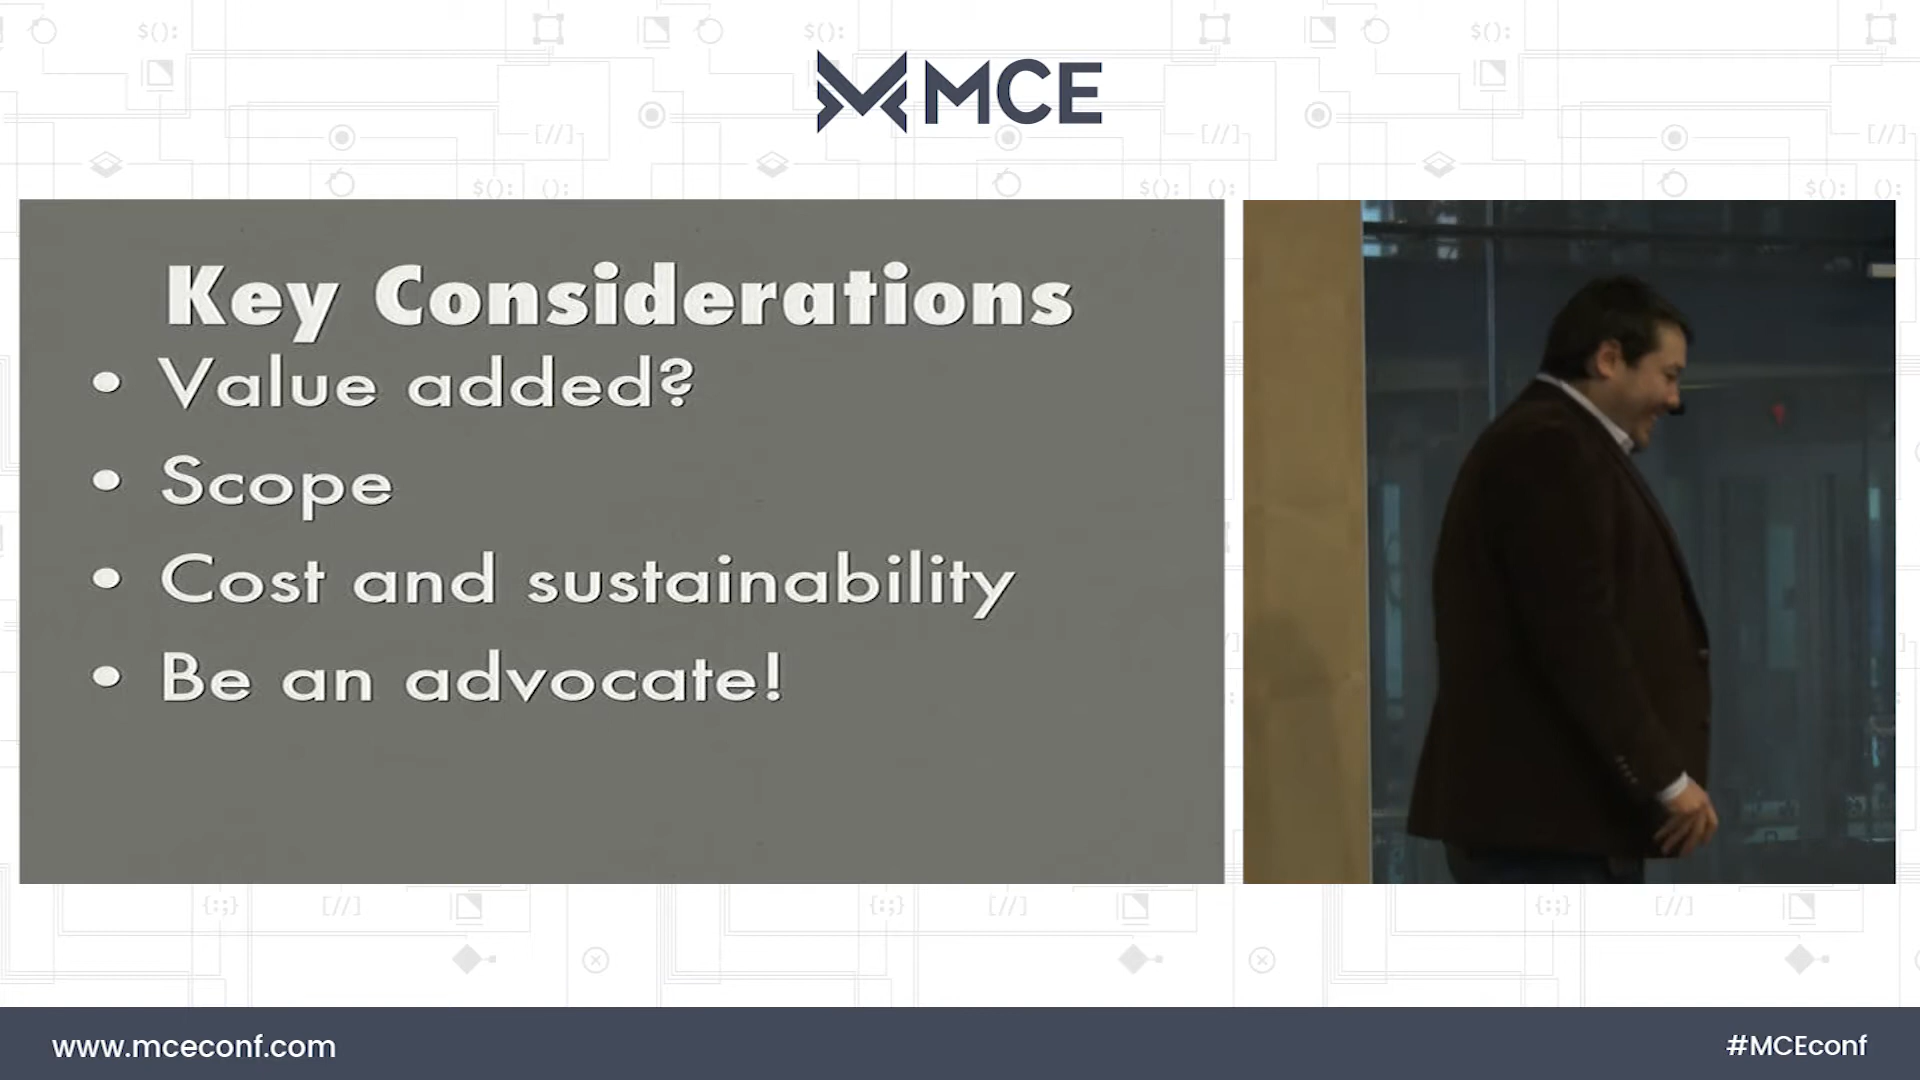 MCE
Key Considerations
• Value added?
• Scope
• Cost and sustainability
• Be an advocate!
www.mceconf.com
#MCEconf